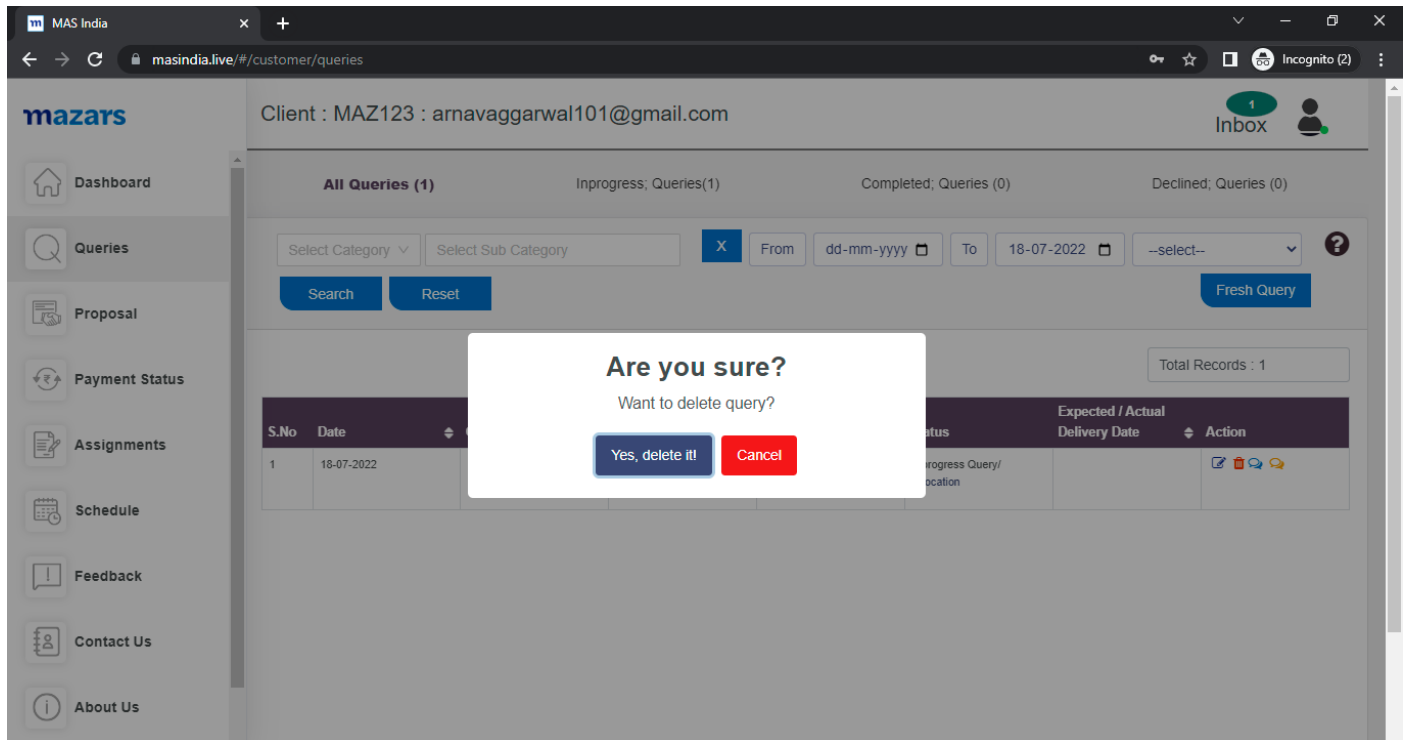 MAS India
masindia.live/#/customer/queries
Incognito (2)
mazars
Client : MAZ123 : arnavaggarwal101@gmail.com
1
Inbox
Dashboard
Queries
Proposal
Payment Status
Assignments
Schedule
Feedback
Contact Us
About Us
All Queries (1) Inprogress; Queries(1) Completed; Queries (0) Declined; Queries (0)
Select Category Select Sub Category X From dd-mm-yyyy To 18-07-2022 --select--
Search Reset Fresh Query
Are you sure?
Want to delete query?
Yes, delete it! Cancel
Total Records : 1
Expected / Actual
S.No Date Delivery Date Action
1 18-07-2022 Query/